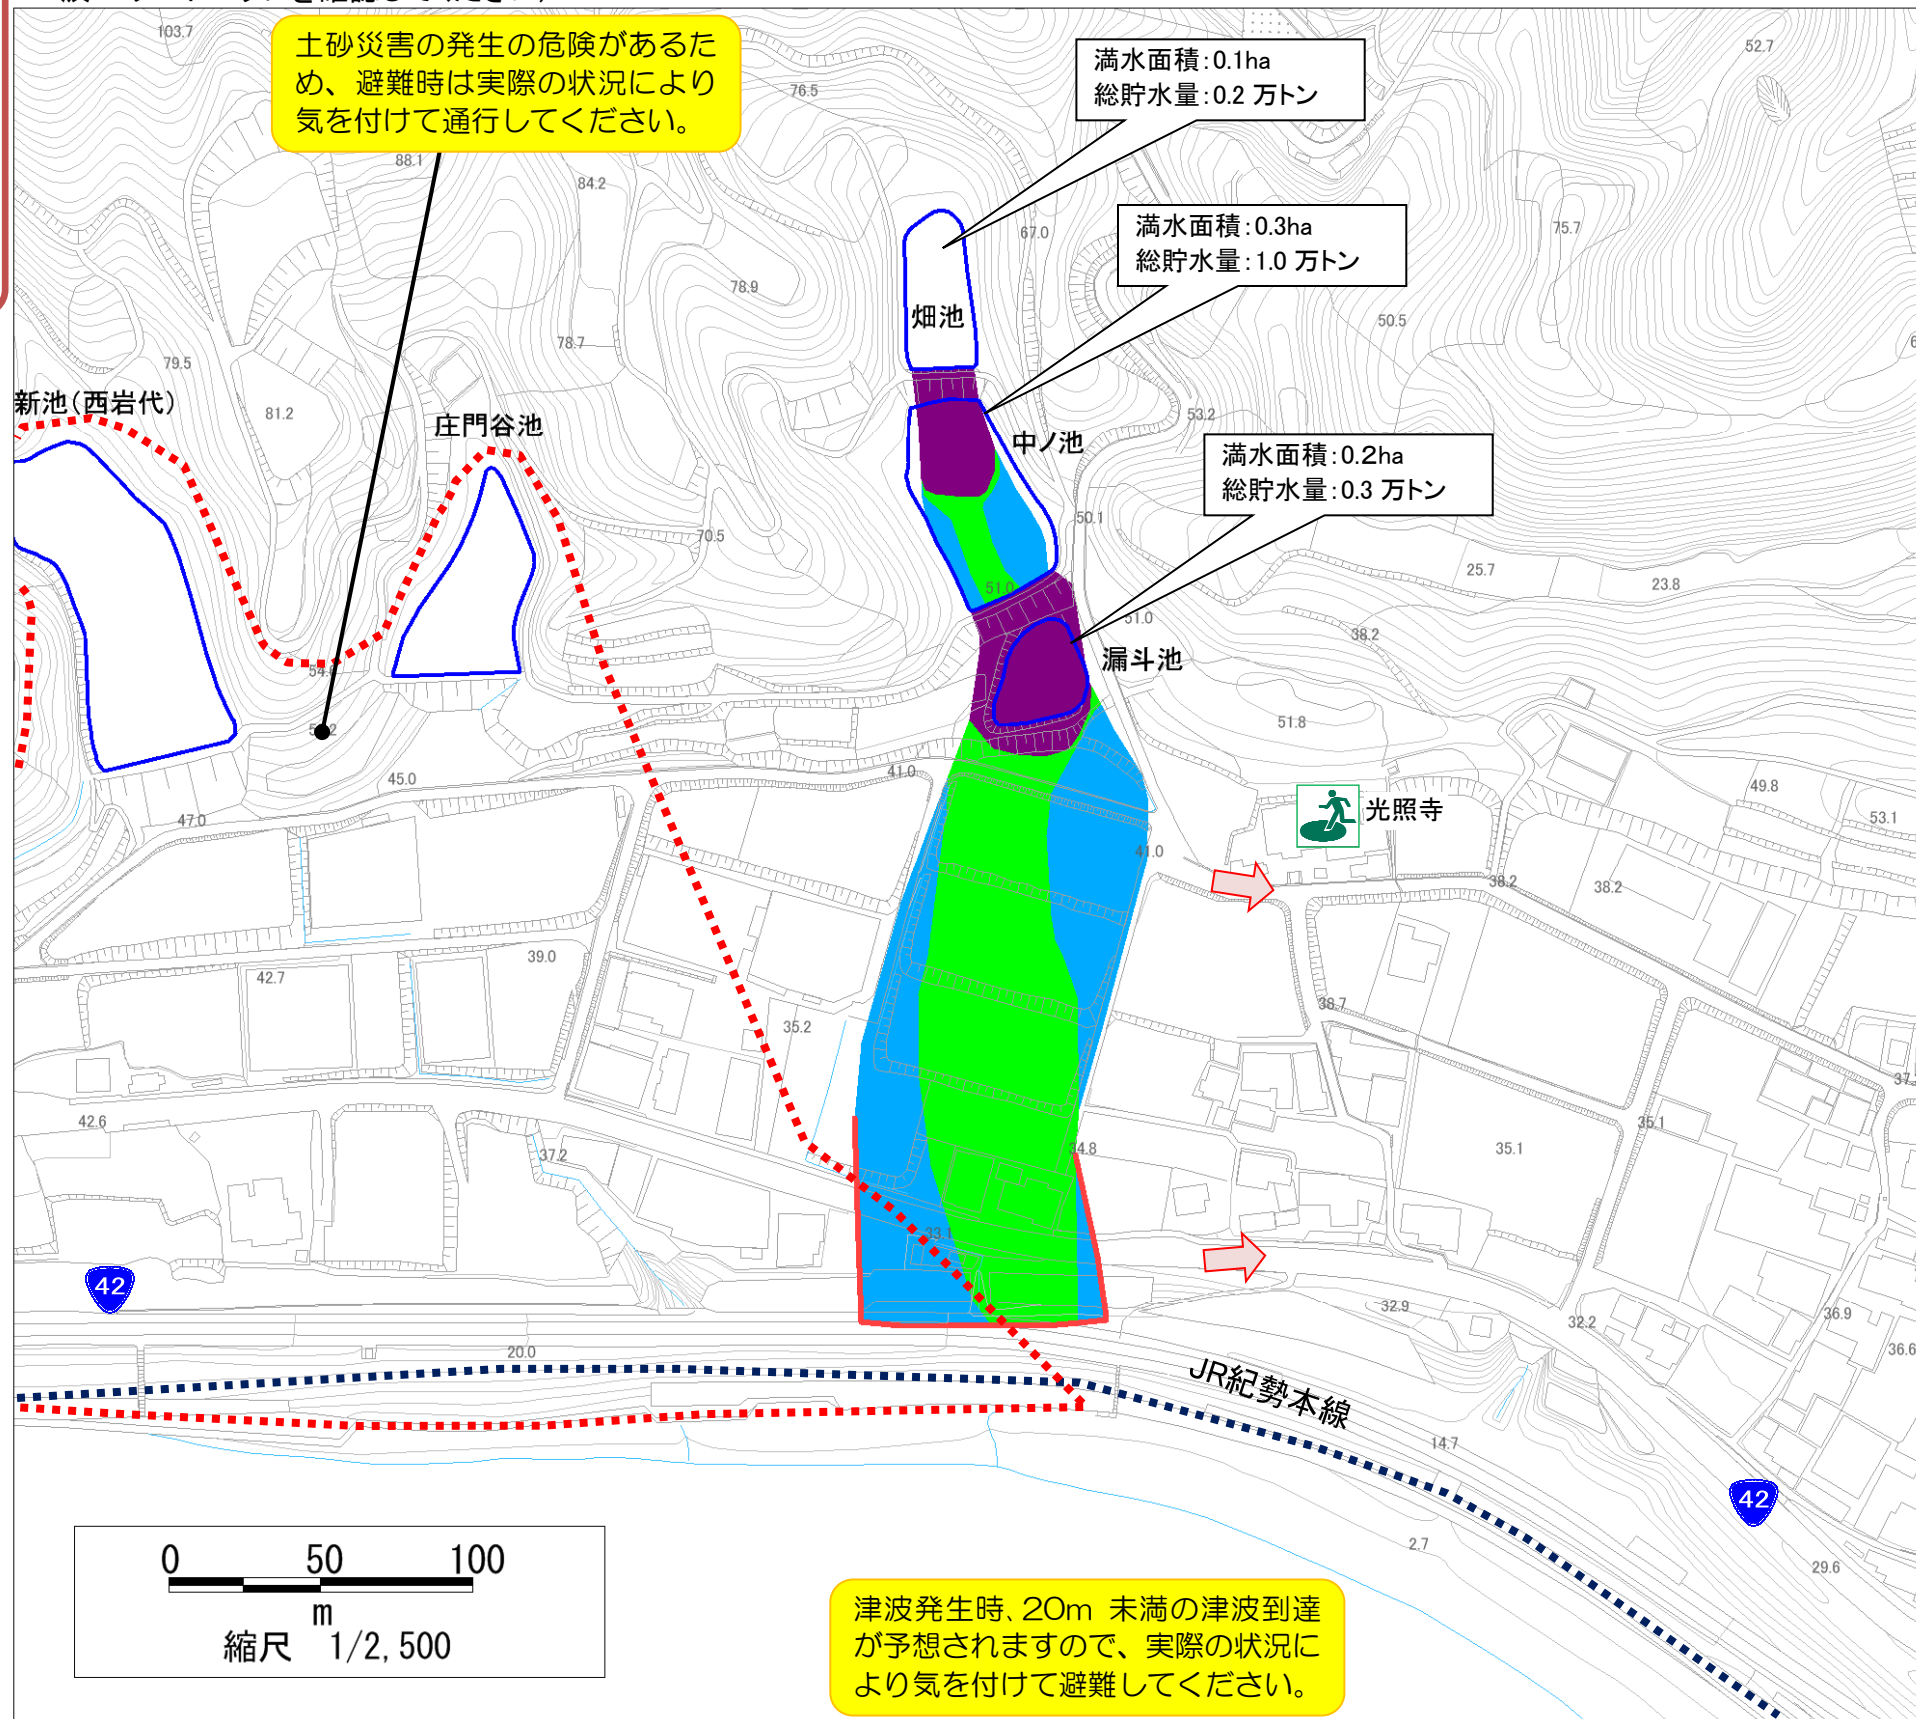 土砂災害の発生の危険があるた
め、避難時は実際の状況により
気を付けて通行してください。
満水面積:0.1ha
総貯水量:0.2 万トン
満水面積:0.3ha
総貯水量:1.0 万トン
満水面積:0.2ha
総貯水量:0.3 万トン
103.7
52.7
76.5
88.1
84.2
67.0
75.7
78.9
畑池
50.5
78.7
79.5
新池(西岩代)
81.2
庄門谷池
53.2
中ノ池
50.1
70.5
25.7
23.8
51.0
51.0
38.2
漏斗池
51.8
45.0
41.0
49.8
47.0
光照寺
53.1
41.0
38.2
38.2
39.0
42.7
38.7
35.2
42.6
35.1
35.1
37.2
34.8
33.1
42
32.9
32.2
36.9
36.6
20.0
JR紀勢本線
14.7
42
2.7
29.6
0 50 100
m
縮尺 1/2,500
津波発生時、20m 未満の津波到達
が予想されますので、実際の状況に
より気を付けて避難してください。